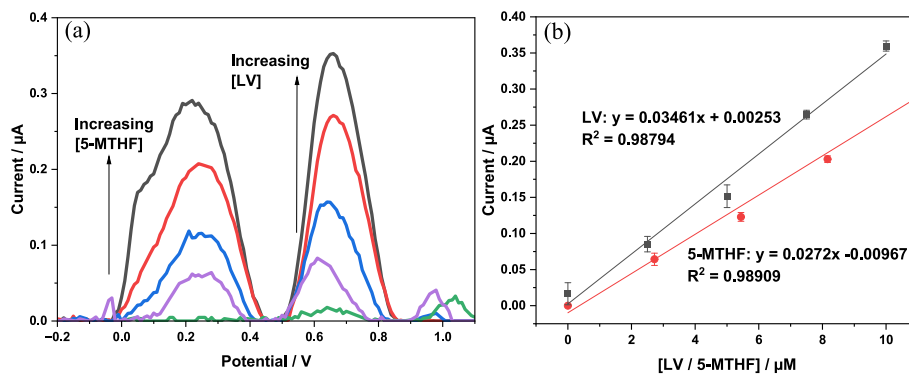 (a)
Increasing
[5-MTHF]
Increasing
[LV]
0.4
0.3
0.2
0.1
0.0
Current / µA
−0.2
0.0
0.2
0.4
0.6
0.8
1.0
Potential / V
(b)
LV: y = 0.03461x + 0.00253
R² = 0.98794
5-MTHF: y = 0.0272x -0.00967
R² = 0.98909
0.35
0.30
0.25
0.20
0.15
0.10
0.05
0.00
Current / µA
0
2
4
6
8
10
[LV / 5-MTHF] / µM